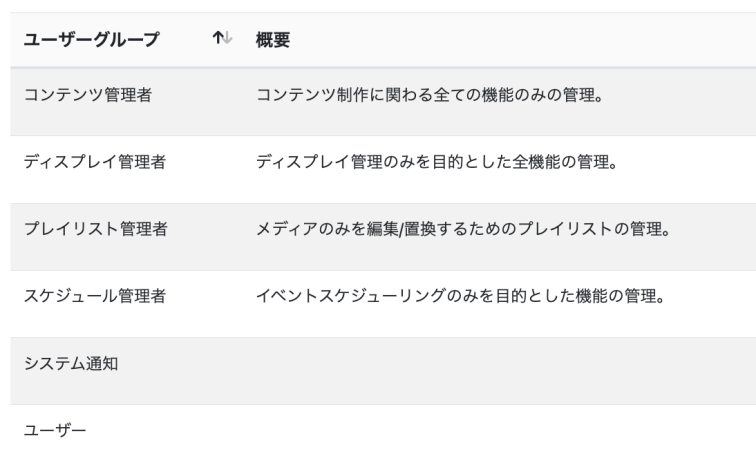 ユーザーグループ 概要
コンテンツ管理者 コンテンツ制作に関わる全ての機能のみの管理。
ディスプレイ管理者 ディスプレイ管理のみを目的とした全機能の管理。
プレイリスト管理者 メディアのみを編集/置換するためのプレイリストの管理。
スケジュール管理者 イベントスケジューリングのみを目的とした機能の管理。
システム通知
ユーザー